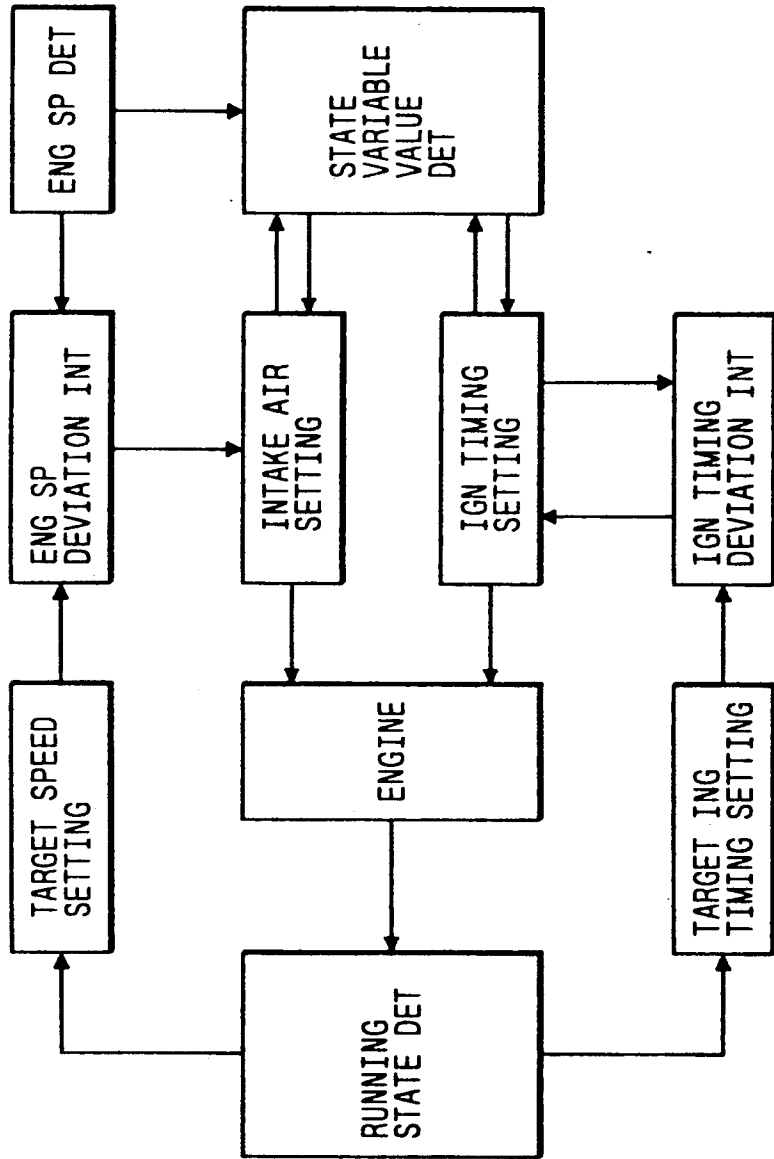 TARGET SPEED
SETTING
ENG SP
DEVIATION INT
ENG SP DET
RUNNING
STATE DET
ENGINE
INTAKE AIR
SETTING
IGN TIMING
SETTING
STATE
VARIABLE
VALUE
DET
TARGET ING
TIMING SETTING
IGN TIMING
DEVIATION INT